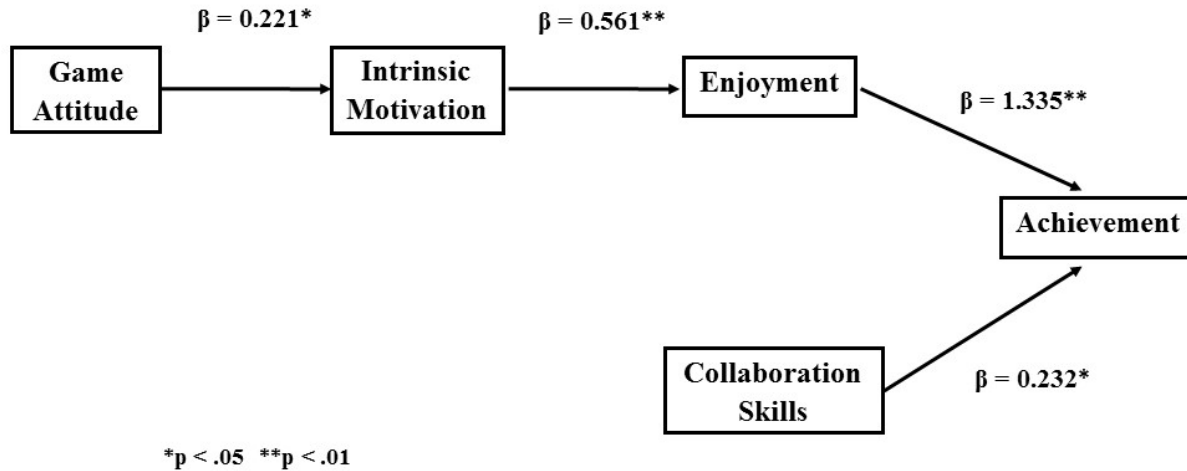 β = 0.221*
β = 0.561**
Game
Attitude
Intrinsic
Motivation
Enjoyment
β = 1.335**
Achievement
Collaboration
Skills
β = 0.232*
*p < .05 **p < .01